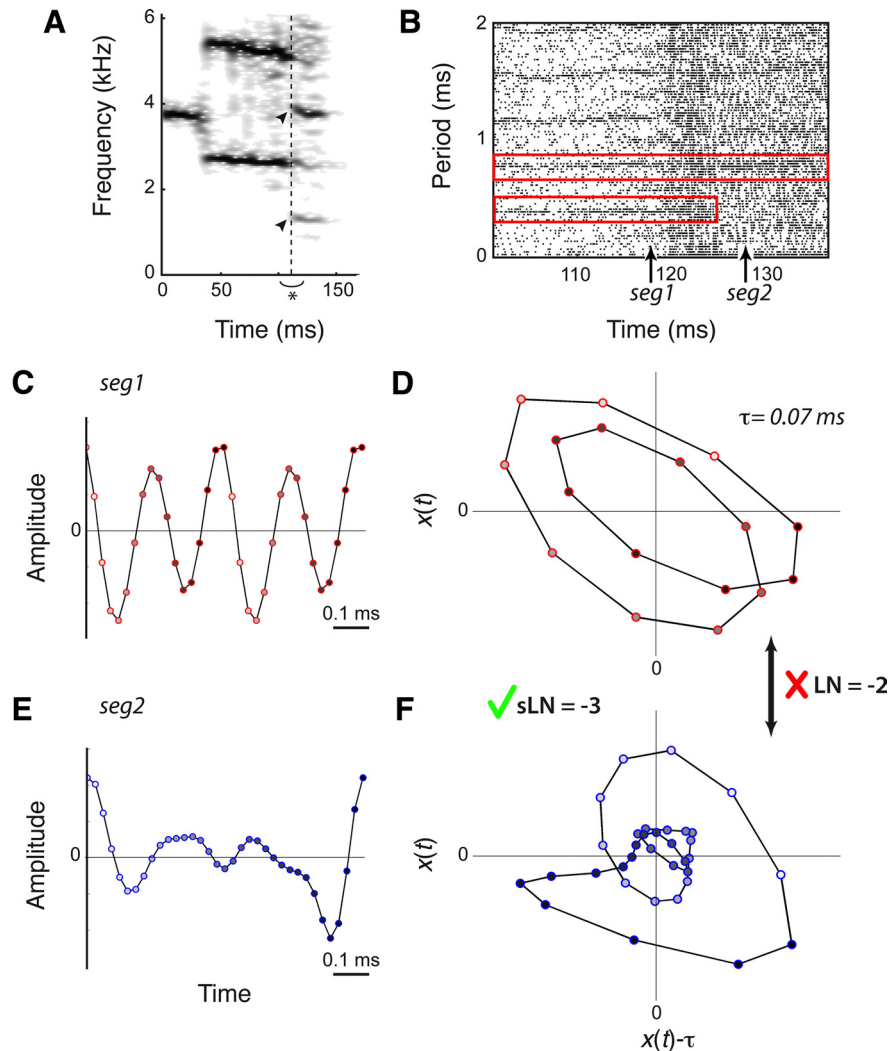 A
Frequency (kHz)
6
4
2
0
0
50
100
150
*
Time (ms)
B
Period (ms)
2
1
0
110
120
130
seg1
seg2
Time (ms)
C
seg1
Amplitude
0
0.1 ms
D
τ= 0.07 ms
x(t)
0
0
LN = -2
sLN = -3
E
seg2
Amplitude
0
0.1 ms
Time
F
x(t)
0
0
x(t)-τ